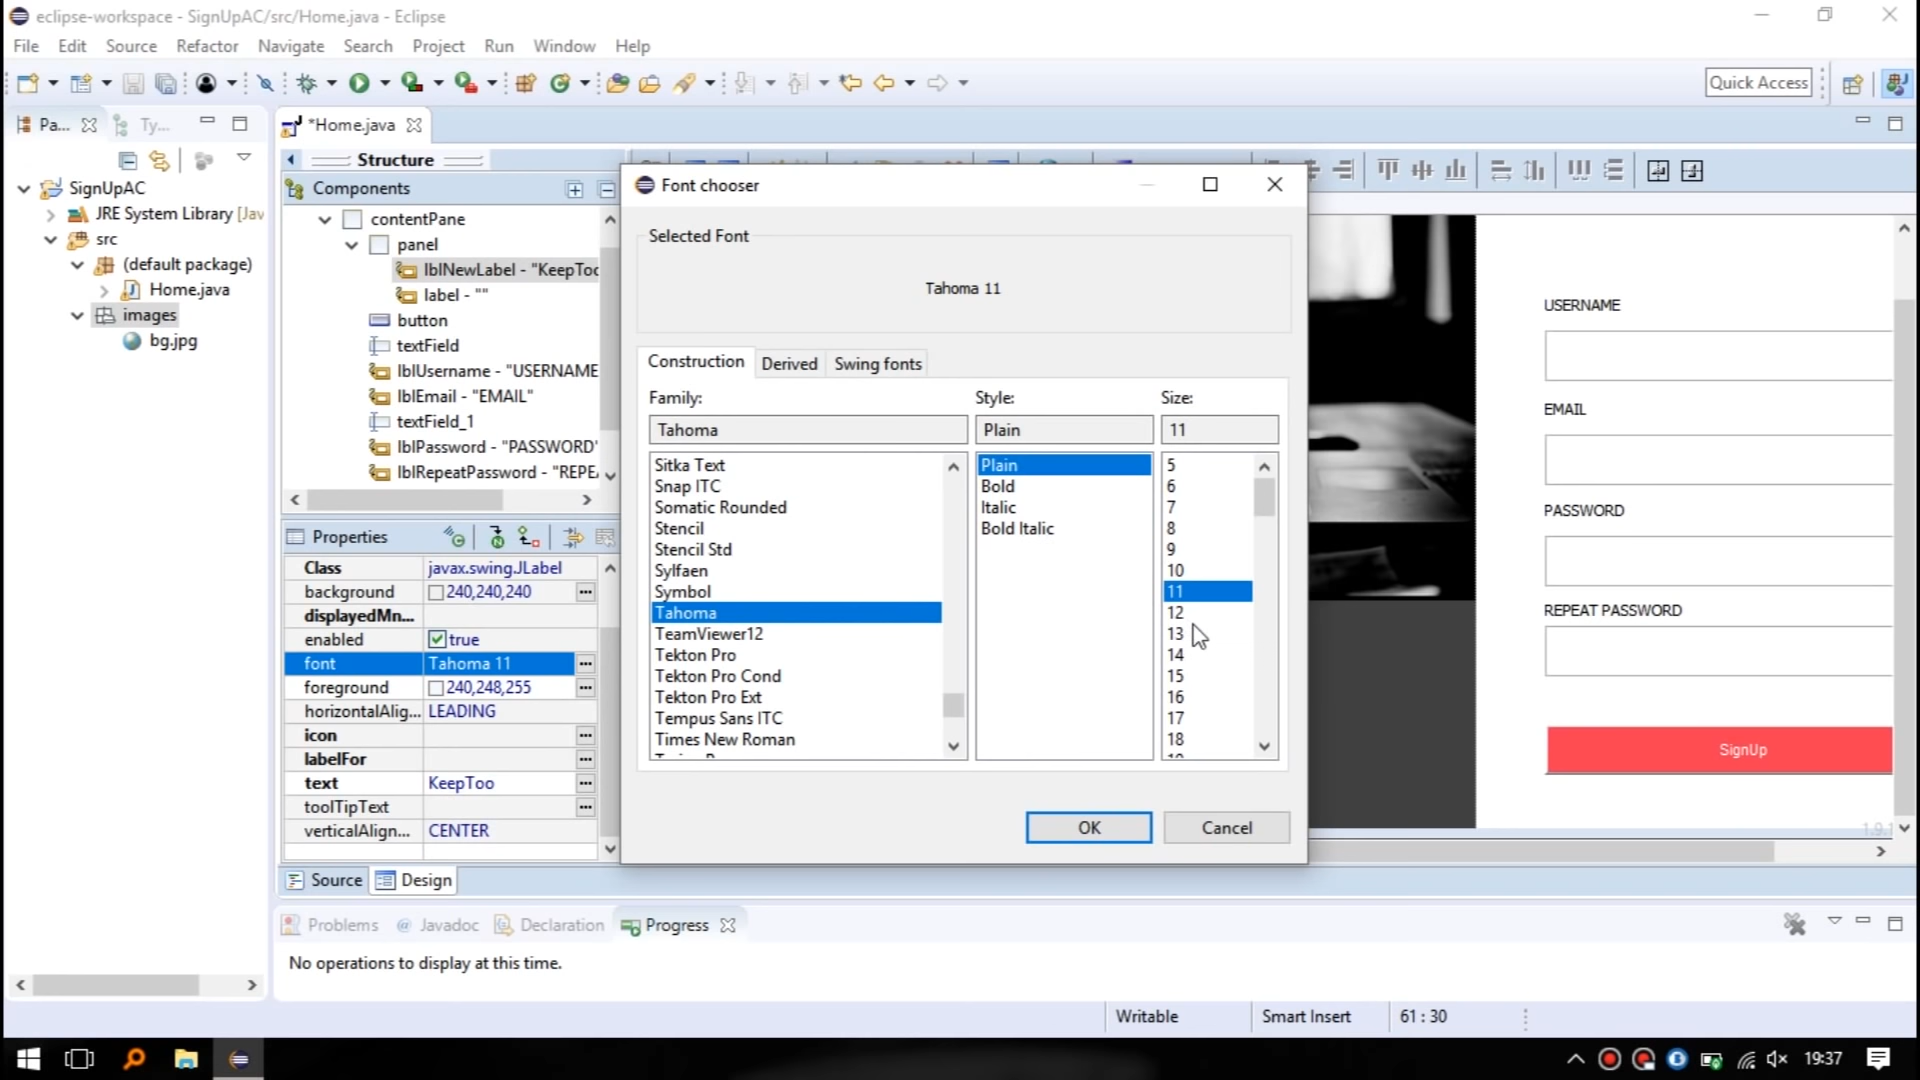 eclipse-workspace - SignUpAC/src/Home.java - Eclipse
File Edit Source Refactor Navigate Search Project Run Window Help
Quick Access
Pa...
Ty...
*Home.java
Structure
Components
SignUpAC
JRE System Library [Jav
src
(default package)
Home.java
images
bg.jpg
contentPane
panel
lblNewLabel - "KeepToo
label - ""
button
textField
lblUsername - "USERNAME
lblEmail - "EMAIL"
textField_1
lblPassword - "PASSWORD"
lblRepeatPassword - "REPEA
Properties
Class javax.swing.JLabel
background 240,240,240 ...
displayedMn...
enabled true
font Tahoma 11 ...
foreground 240,248,255 ...
horizontalAlig... LEADING
icon ...
labelFor ...
text KeepToo ...
toolTipText ...
verticalAlign... CENTER
Source Design
Font chooser
Selected Font
Tahoma 11
Construction Derived Swing fonts
Family: Style: Size:
Tahoma Plain 11
Sitka Text
Snap ITC
Somatic Rounded
Stencil
Stencil Std
Sylfaen
Symbol
Tahoma
TeamViewer12
Tekton Pro
Tekton Pro Cond
Tekton Pro Ext
Tempus Sans ITC
Times New Roman
Plain
Bold
Italic
Bold Italic
5
6
7
8
9
10
11
12
13
14
15
16
17
18
OK Cancel
USERNAME
EMAIL
PASSWORD
REPEAT PASSWORD
SignUp
Problems @ Javadoc Declaration Progress
No operations to display at this time.
Writable Smart Insert 61 : 30
19:37